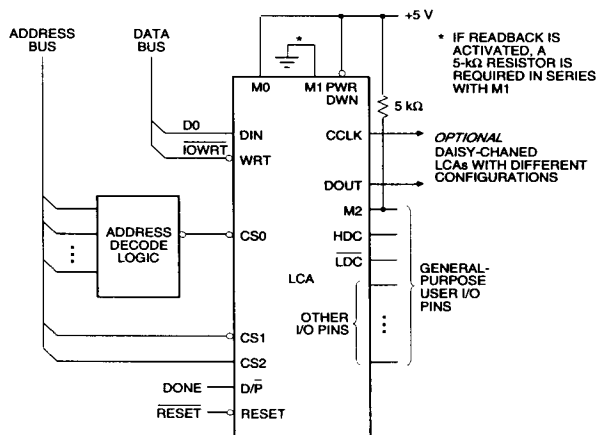 ADDRESS
BUS
DATA
BUS
+5 V
* IF READBACK IS
ACTIVATED, A
5-kΩ RESISTOR IS
REQUIRED IN SERIES
WITH M1
*
M0
M1
PWR
DWN
5 kΩ
D0
DIN
IOWRT
WRT
CCLK
OPTIONAL
DAISY-CHANED
LCAs WITH DIFFERENT
CONFIGURATIONS
DOUT
M2
ADDRESS
DECODE
LOGIC
CS0
HDC
LDC
LCA
GENERAL-
PURPOSE
USER I/O
PINS
OTHER
I/O PINS
CS1
CS2
DONE
D/P̅
RESET
RESET